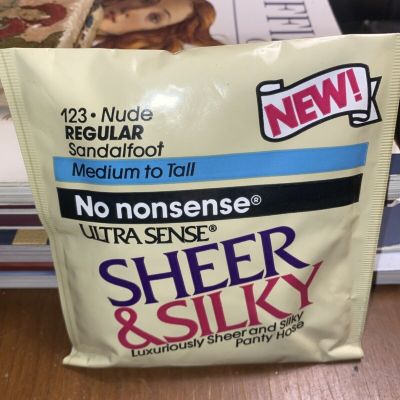 123 • Nude
REGULAR
Sandalfoot
NEW!
Medium to Tall
No nonsense®
ULTRA SENSE®
SHEER
& SILKY
Luxuriously Sheer and Silky
Panty Hose